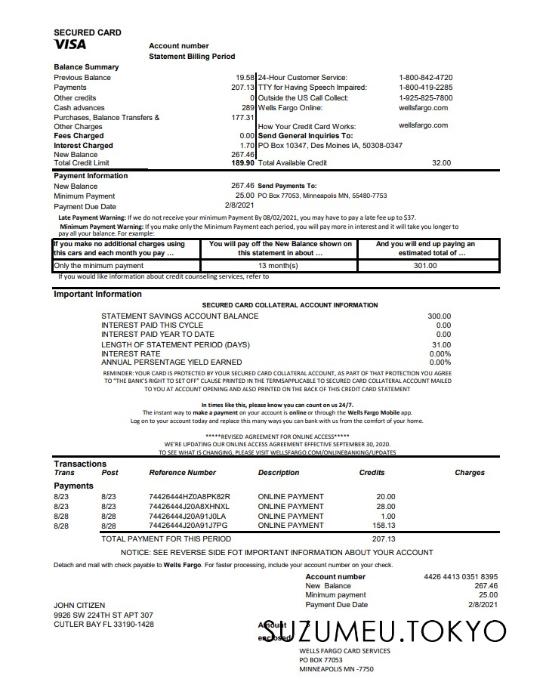 SECURED CARD
VISA
Account number
Statement Billing Period
Balance Summary
Previous Balance 19.58 24-Hour Customer Service: 1-800-842-4720
Payments 207.13 TTY for Having Speech Impaired: 1-800-419-2285
Other credits 0 Outside the US Call Collect: 1-925-825-7800
Cash advances 289 Wells Fargo Online: wellsfargo.com
Purchases, Balance Transfers & 177.31
Other Charges How Your Credit Card Works: wellsfargo.com
Fees Charged 0.00 Send General Inquiries To:
Interest Charged 1.70 PO Box 10347, Des Moines IA, 50308-0347
New Balance 267.46
Total Credit Limit 189.90 Total Available Credit 32.00
Payment Information
New Balance 267.46 Send Payments To:
Minimum Payment 25.00 PO Box 77053, Minneapolis MN, 55480-7753
Payment Due Date 2/8/2021
Late Payment Warning: If we do not receive your minimum Payment By 08/02/2021, you may have to pay a late fee up to $37.
Minimum Payment Warning: If you make only the Minimum Payment each period, you will pay more in interest and it will take you longer to
pay all your balance. For example:
If you make no additional charges using You will pay off the New Balance shown on And you will end up paying an
this cars and each month you pay ... this statement in about ... estimated total of ...
Only the minimum payment 13 month(s) 301.00
If you would like information about credit counseling services, refer to
Important Information
SECURED CARD COLLATERAL ACCOUNT INFORMATION
STATEMENT SAVINGS ACCOUNT BALANCE 300.00
INTEREST PAID THIS CYCLE 0.00
INTEREST PAID YEAR TO DATE 0.00
LENGTH OF STATEMENT PERIOD (DAYS) 31.00
INTEREST RATE 0.00%
ANNUAL PERSENTAGE YIELD EARNED 0.00%
REMINDER: YOUR CARD IS PROTECTED BY YOUR SECURED CARD COLLATERAL ACCOUNT, AS PART OF THAT PROTECTION YOU AGREE
TO "THE BANK'S RIGHT TO SET OFF" CLAUSE PRINTED IN THE TERMSAPPLICABLE TO SECURED CARD COLLATERAL ACCOUNT MAILED
TO YOU AT ACCOUNT OPENING AND ALSO PRINTED ON THE BACK OF THIS CREDIT CARD STATEMENT
In times like this, please know you can count on us 24/7.
The instant way to make a payment on your account is online or through the Wells Fargo Mobile app.
Log on to your account today and replace this many ways you can bank with us from the comfort of your home.
*****REVISED AGREEMENT FOR ONLINE ACCESS*****
WE'RE UPDATING OUR ONLINE ACCESS AGREEMENT EFFECTIVE SEPTEMBER 30, 2020.
TO SEE WHAT IS CHANGING, PLEASE VISIT WELLSFARGO.COM/ONLINEBANKING/UPDATES
Transactions
Trans Post Reference Number Description Credits Charges
Payments
8/23 8/23 74426444HZ0A8PK82R ONLINE PAYMENT 20.00
8/23 8/23 74426444J20A8XHNXL ONLINE PAYMENT 28.00
8/28 8/28 74426444J20A91J0LA ONLINE PAYMENT 1.00
8/28 8/28 74426444J20A91J7PG ONLINE PAYMENT 158.13
TOTAL PAYMENT FOR THIS PERIOD 207.13
NOTICE: SEE REVERSE SIDE FOT IMPORTANT INFORMATION ABOUT YOUR ACCOUNT
Detach and mail with check payable to Wells Fargo. For faster processing, include your account number on your check.
Account number 4426 4413 0351 8395
New Balance 267.46
Minimum payment 25.00
Payment Due Date 2/8/2021
JOHN CITIZEN
9926 SW 224TH ST APT 307
CUTLER BAY FL 33190-1428
Amount
enclosed
SUZUMEU.TOKYO
WELLS FARGO CARD SERVICES
PO BOX 77053
MINNEAPOLIS MN -7750